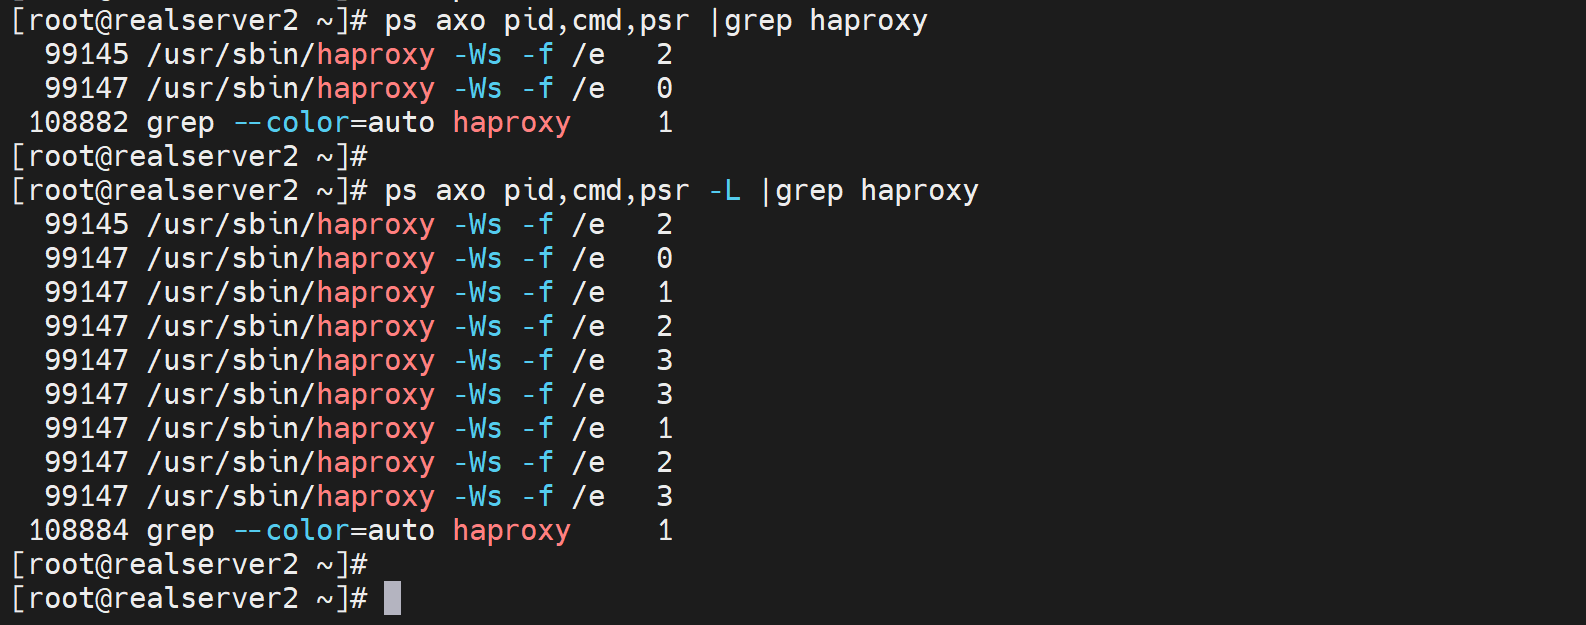 [root@realserver2 ~]# ps axo pid,cmd,psr |grep haproxy
  99145 /usr/sbin/haproxy -Ws -f /e   2
  99147 /usr/sbin/haproxy -Ws -f /e   0
 108882 grep --color=auto haproxy     1
[root@realserver2 ~]#
[root@realserver2 ~]# ps axo pid,cmd,psr -L |grep haproxy
  99145 /usr/sbin/haproxy -Ws -f /e   2
  99147 /usr/sbin/haproxy -Ws -f /e   0
  99147 /usr/sbin/haproxy -Ws -f /e   1
  99147 /usr/sbin/haproxy -Ws -f /e   2
  99147 /usr/sbin/haproxy -Ws -f /e   3
  99147 /usr/sbin/haproxy -Ws -f /e   3
  99147 /usr/sbin/haproxy -Ws -f /e   1
  99147 /usr/sbin/haproxy -Ws -f /e   2
  99147 /usr/sbin/haproxy -Ws -f /e   3
 108884 grep --color=auto haproxy     1
[root@realserver2 ~]#
[root@realserver2 ~]#